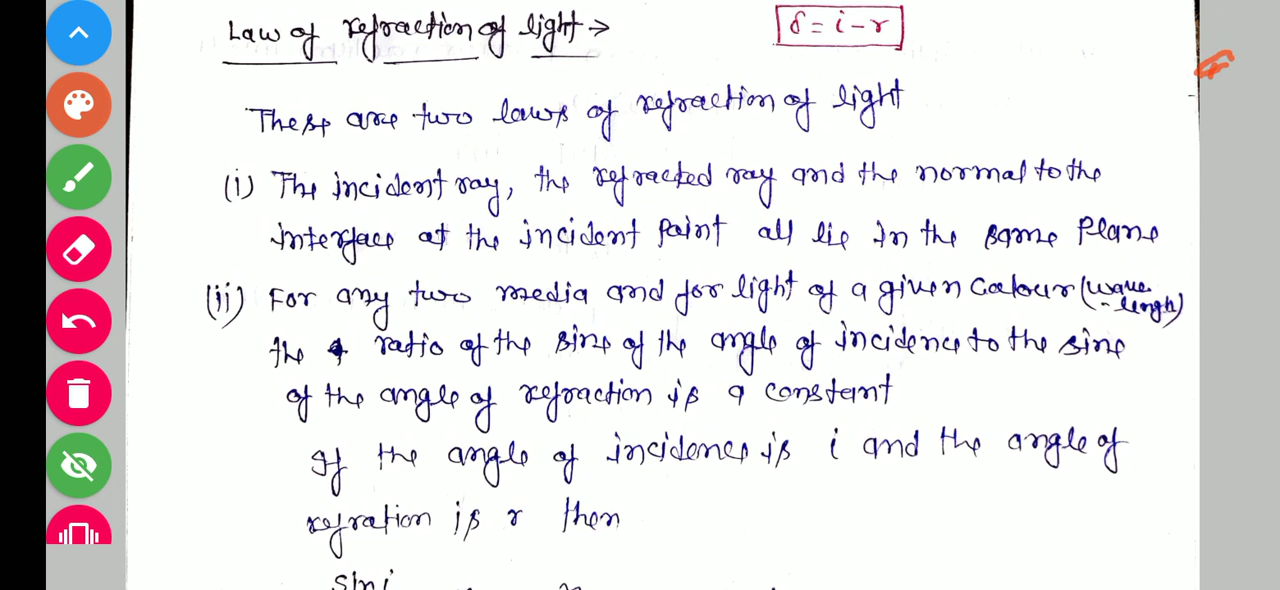 Law of refraction of light →
δ = i - r
These are two laws of refraction of light
(i) The incident ray, the refracted ray and the normal to the
interface at the incident point all lie in the same plane
(ii) For any two media and for light of a given colour (wave
- lengh)
the ratio of the sine of the angle of incidence to the sine
of the angle of refraction is a constant
If the angle of incidence is i and the angle of
refration is r then
sin i